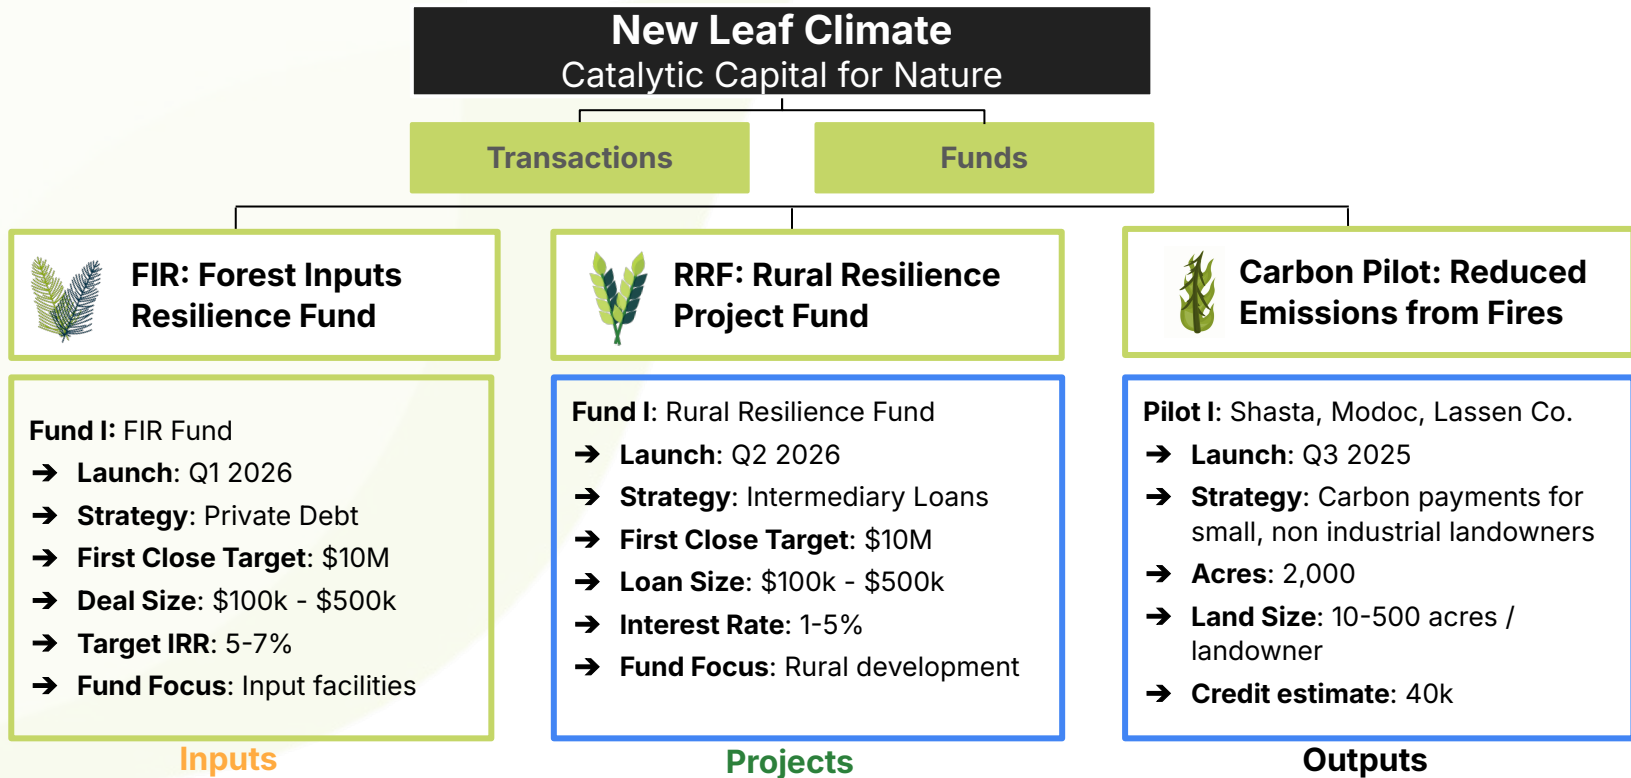 New Leaf Climate
Catalytic Capital for Nature
Transactions
Funds
FIR: Forest Inputs
Resilience Fund
RRF: Rural Resilience
Project Fund
Carbon Pilot: Reduced
Emissions from Fires
Fund I: FIR Fund
➔ Launch: Q1 2026
➔ Strategy: Private Debt
➔ First Close Target: $10M
➔ Deal Size: $100k - $500k
➔ Target IRR: 5-7%
➔ Fund Focus: Input facilities
Inputs
Fund I: Rural Resilience Fund
➔ Launch: Q2 2026
➔ Strategy: Intermediary Loans
➔ First Close Target: $10M
➔ Loan Size: $100k - $500k
➔ Interest Rate: 1-5%
➔ Fund Focus: Rural development
Projects
Pilot I: Shasta, Modoc, Lassen Co.
➔ Launch: Q3 2025
➔ Strategy: Carbon payments for
small, non industrial landowners
➔ Acres: 2,000
➔ Land Size: 10-500 acres /
landowner
➔ Credit estimate: 40k
Outputs